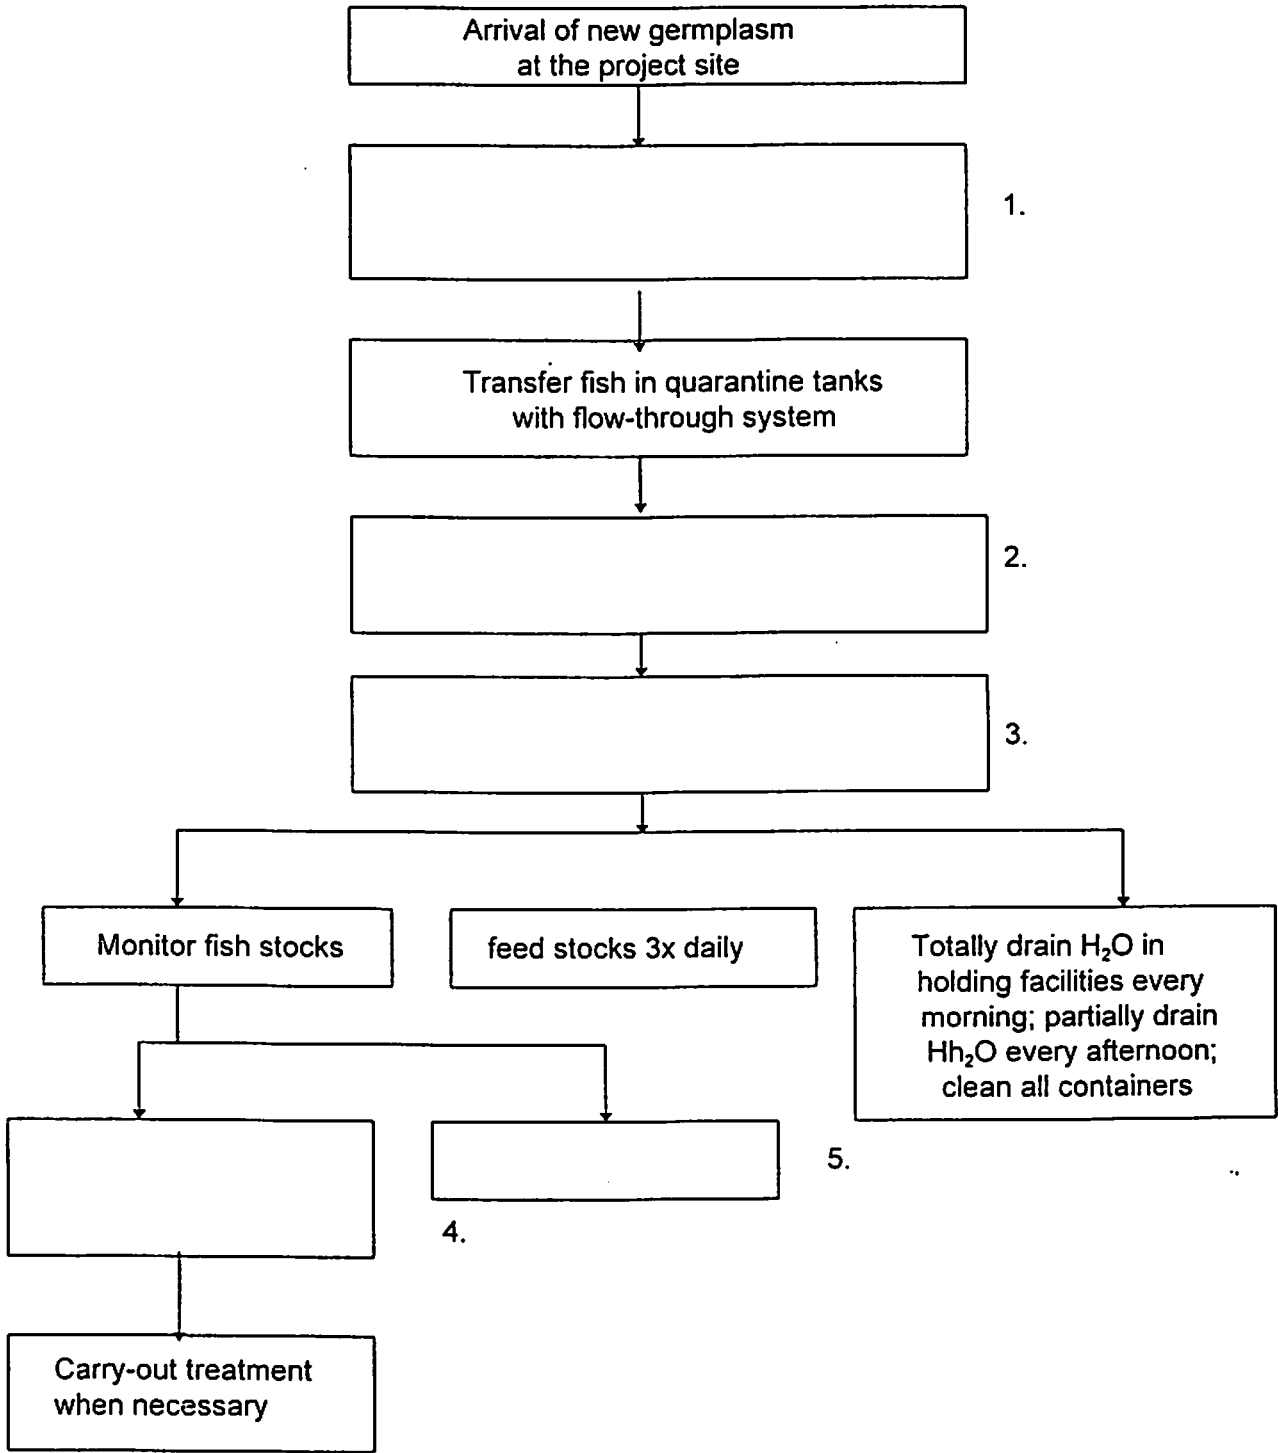 Arrival of new germplasm
at the project site
1.
Transfer fish in quarantine tanks
with flow-through system
2.
3.
Monitor fish stocks
feed stocks 3x daily
Totally drain H₂O in
holding facilities every
morning; partially drain
Hh₂O every afternoon;
clean all containers
5.
4.
Carry-out treatment
when necessary